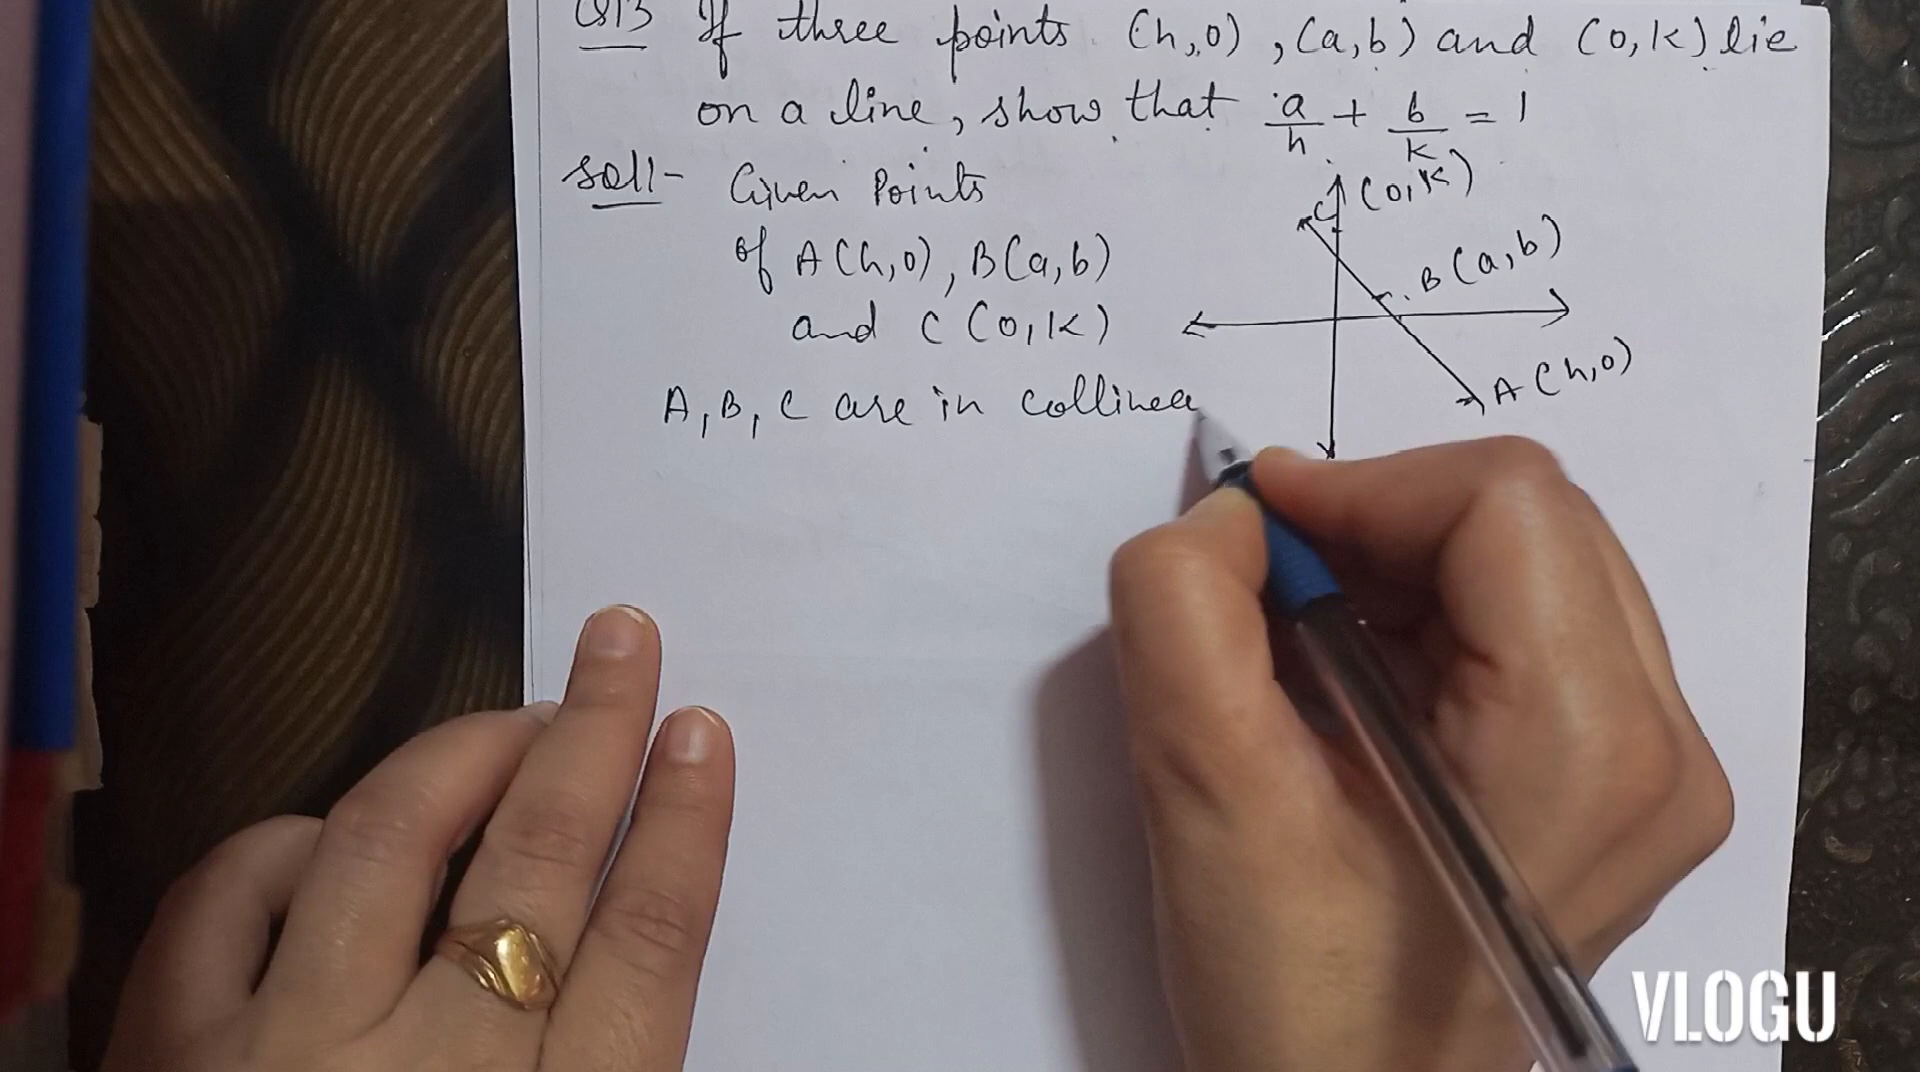 Q13 If three points (h,0), (a,b) and (0,k) lie
on a line, show that a/h + b/k = 1
Soll- Given Points
of A(h,0), B(a,b)
and C(0,k)
A, B, C are in collinea
C (0,k)
B(a,b)
A(h,0)
VLOGU